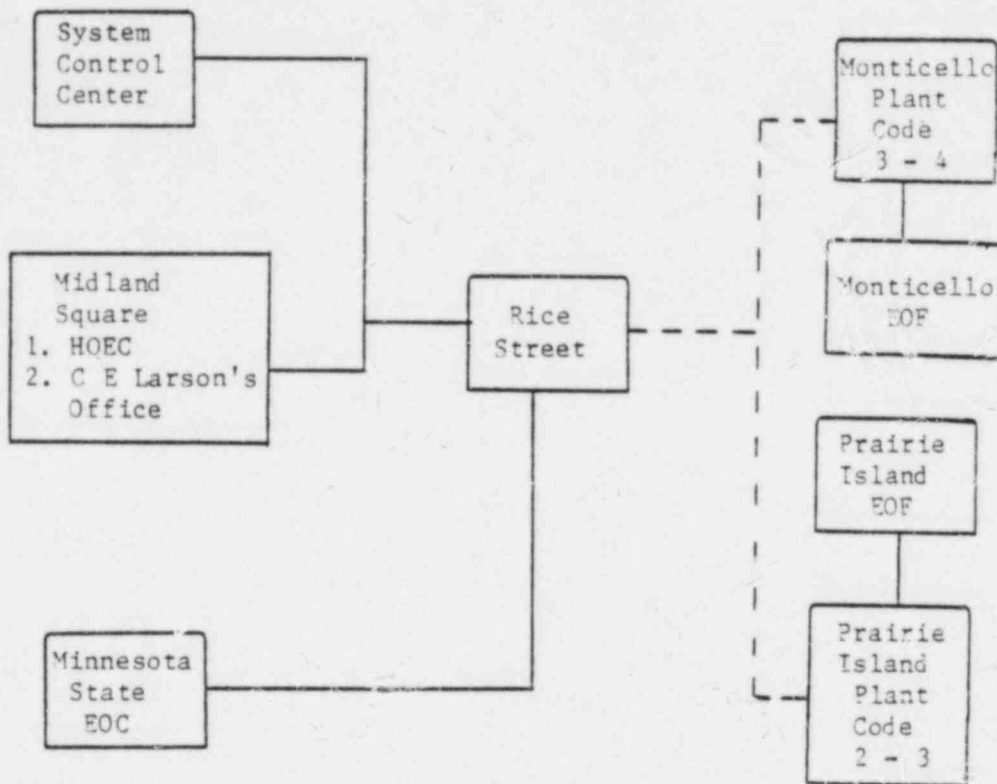 System
Control
Center
Midland
Square
1. HQEC
2. C E Larson's
Office
Minnesota
State
EOC
Rice
Street
Monticello
Plant
Code
3 - 4
Monticello
EOF
Prairie
Island
EOF
Prairie
Island
Plant
Code
2 - 3